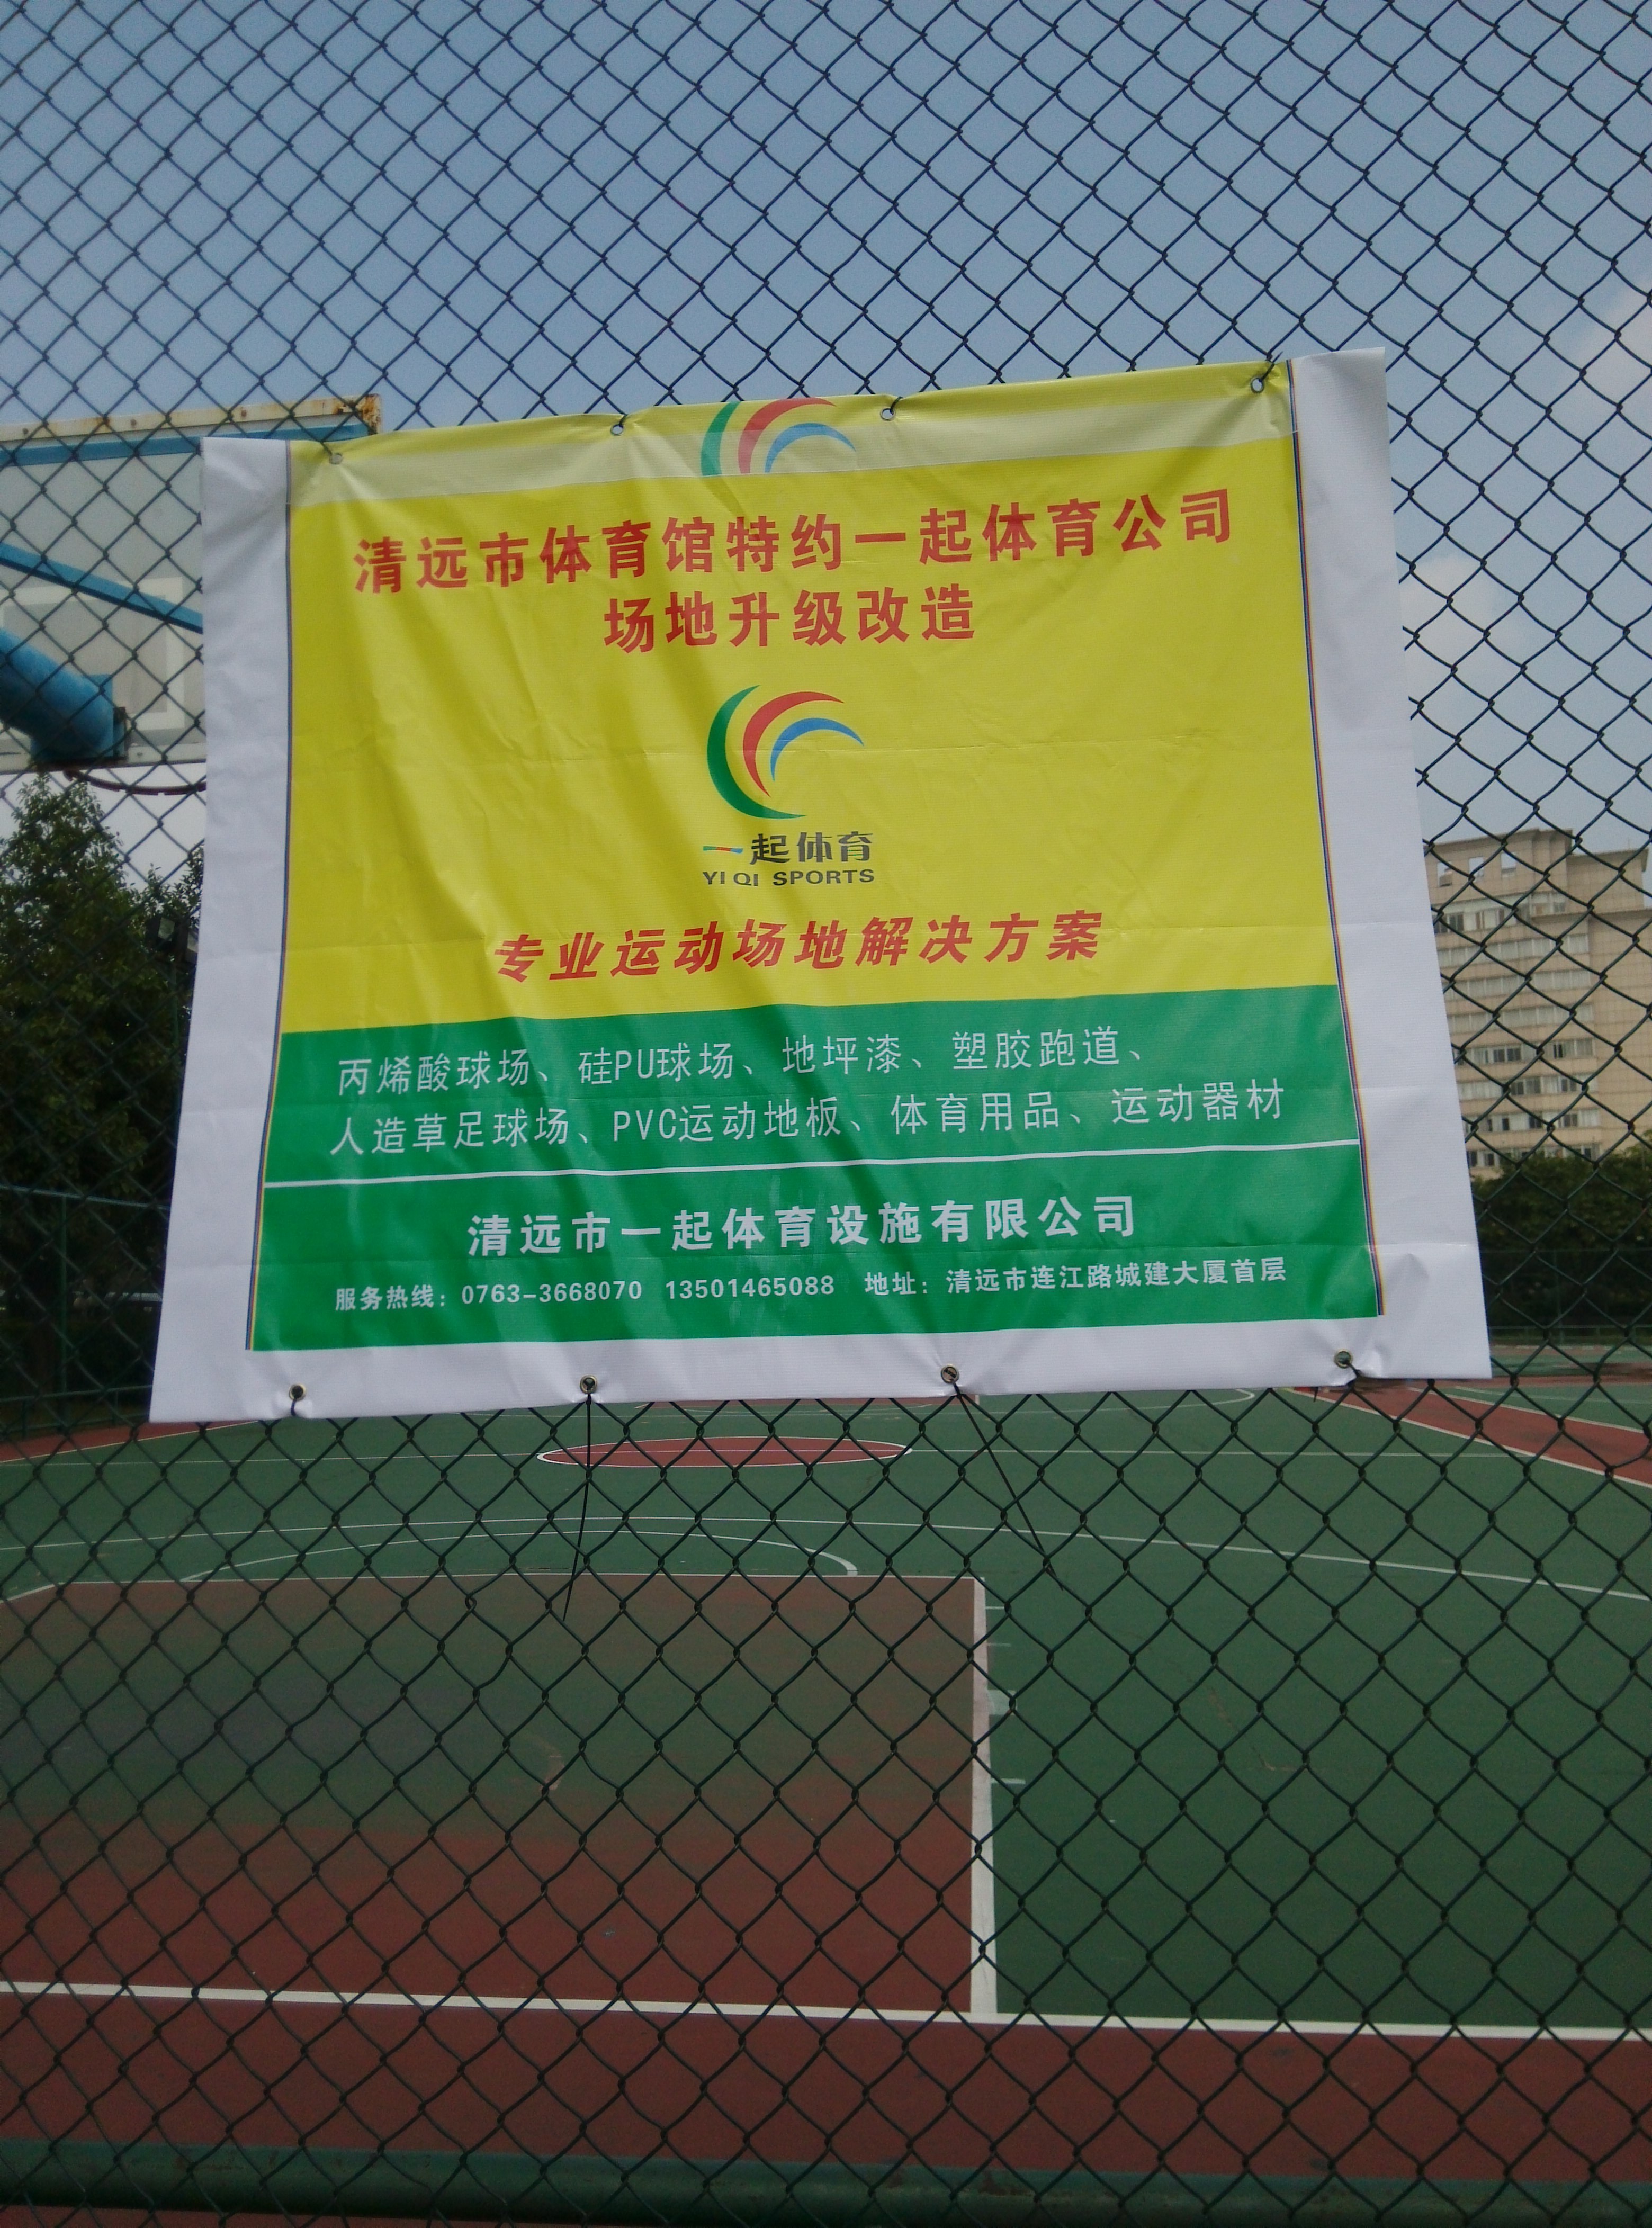 清远市体育馆特约一起体育公司
场地升级改造
一起体育
YI QI SPORTS
专业运动场地解决方案
丙烯酸球场、硅PU球场、地坪漆、塑胶跑道、
人造草足球场、PVC运动地板、体育用品、运动器材
清远市一起体育设施有限公司
服务热线：0763-3668070 13501465088 地址：清远市连江路城建大厦首层